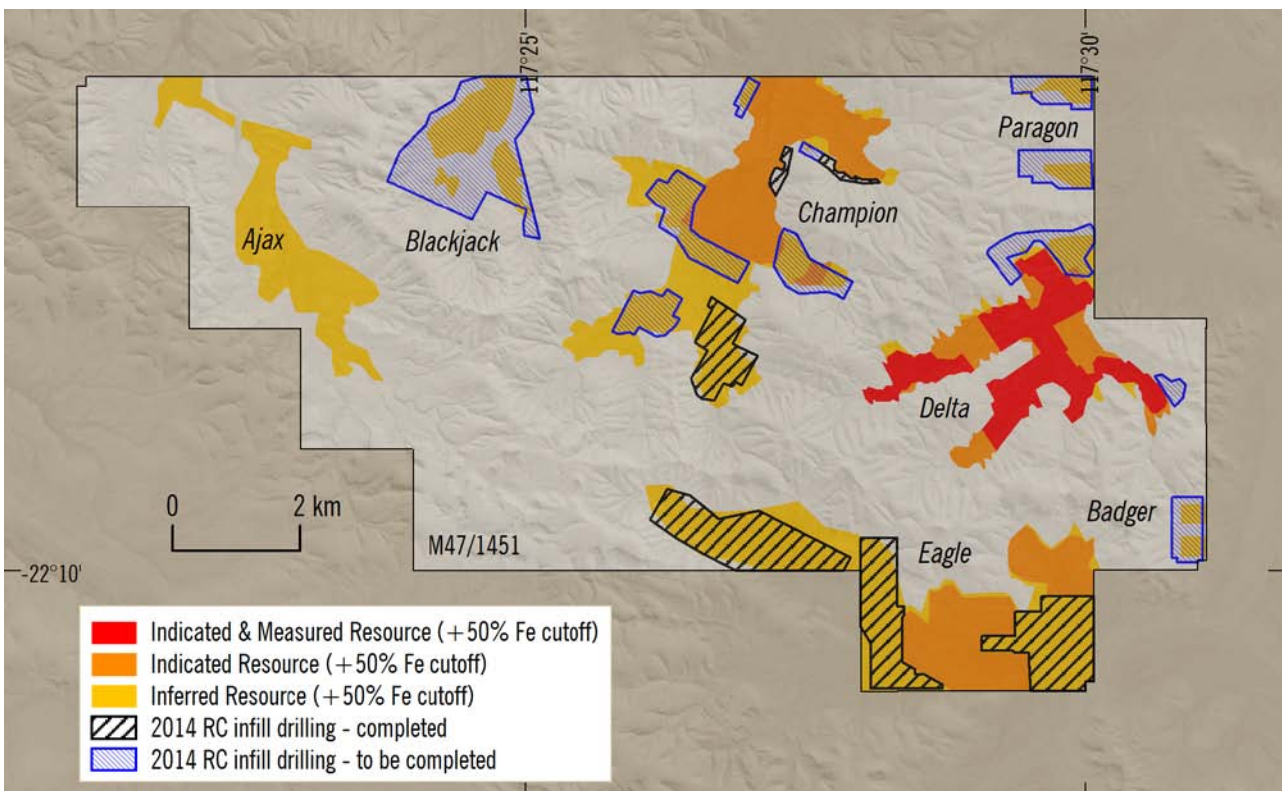 117°25'
117°30'
Paragon
Champion
Ajax
Blackjack
Delta
0 2 km
Badger
M47/1451
Eagle
-22°10'
Indicated & Measured Resource (+50% Fe cutoff)
Indicated Resource (+50% Fe cutoff)
Inferred Resource (+50% Fe cutoff)
2014 RC infill drilling - completed
2014 RC infill drilling - to be completed